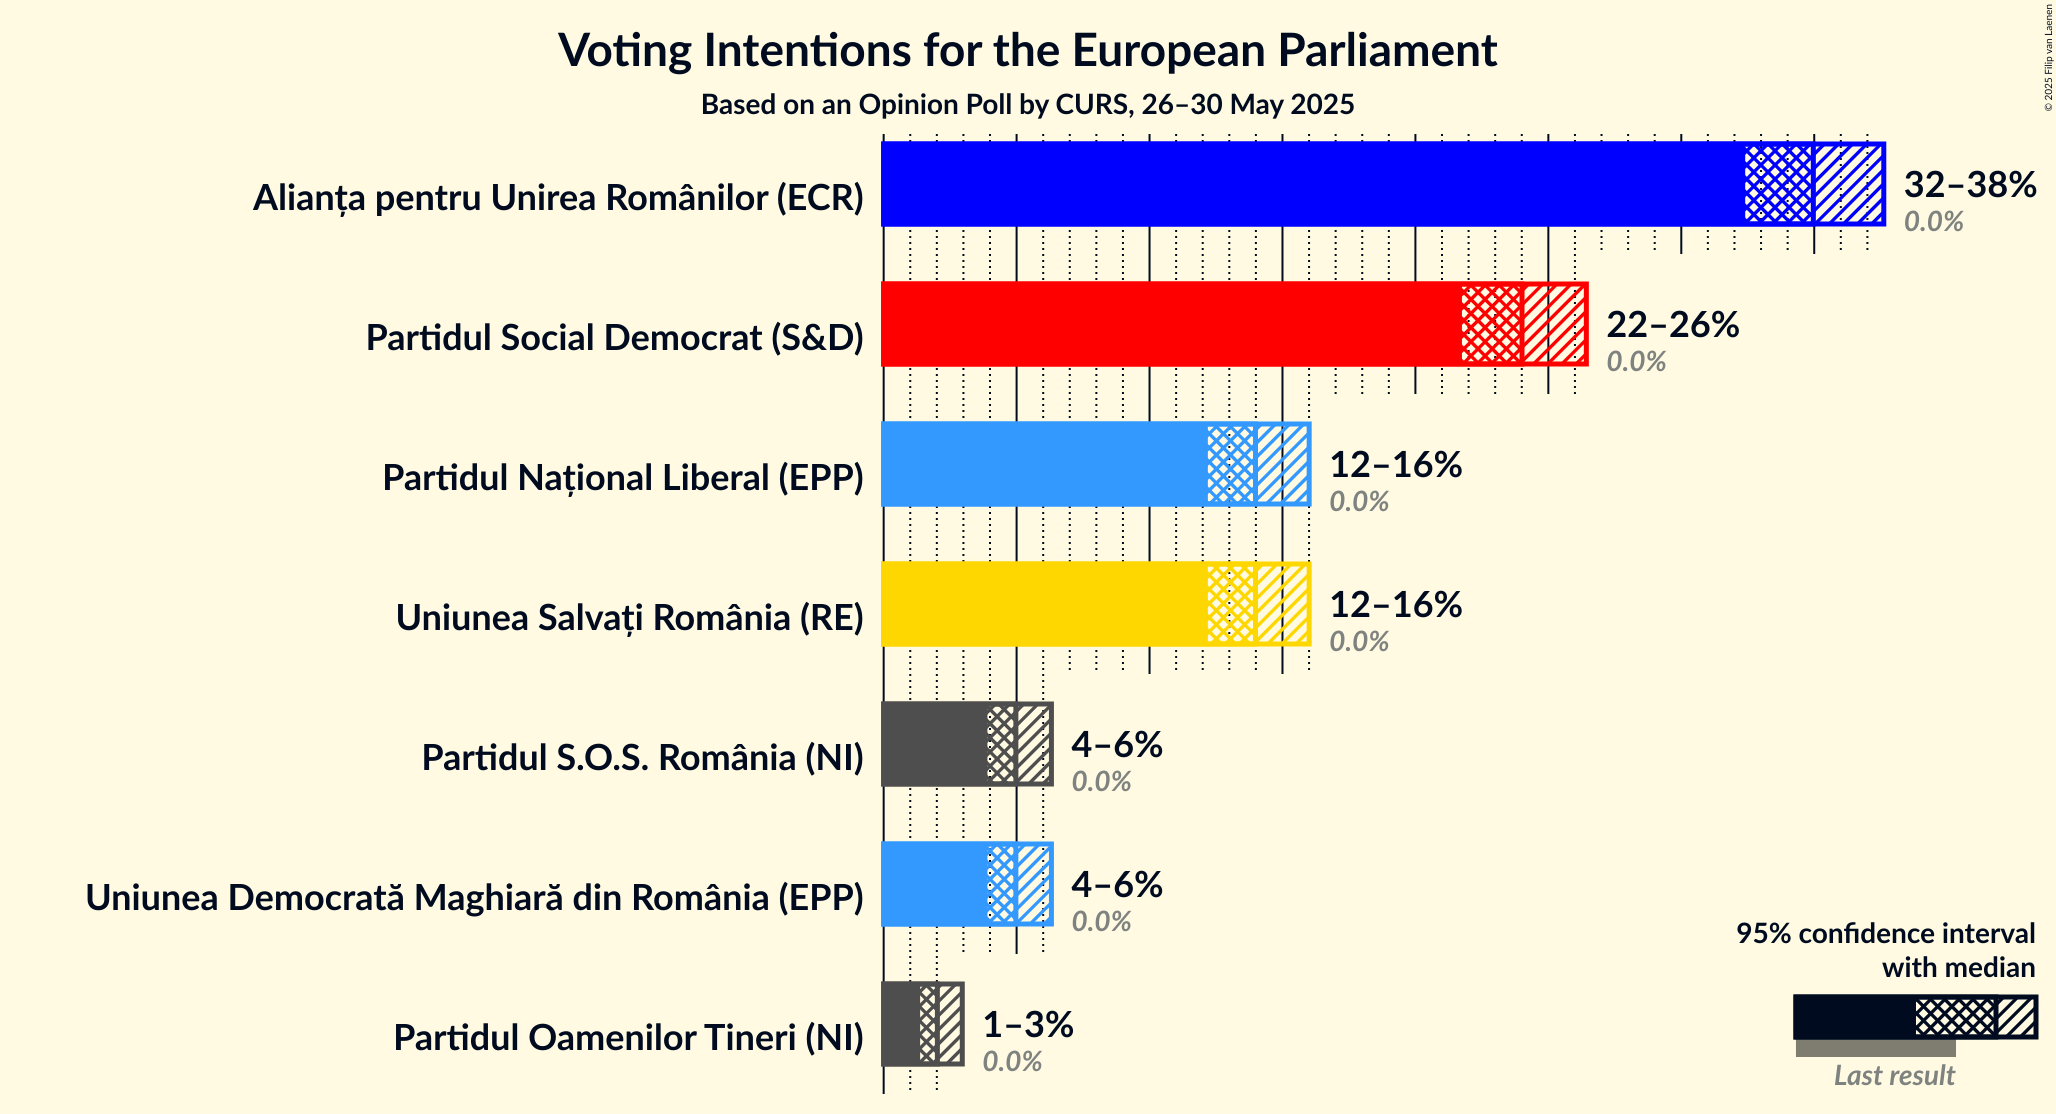 Voting Intentions for the European Parliament
Based on an Opinion Poll by CURS, 26–30 May 2025
© 2025 Filip van Laenen
Alianța pentru Unirea Românilor (ECR)
32–38%
0.0%
Partidul Social Democrat (S&D)
22–26%
0.0%
Partidul Național Liberal (EPP)
12–16%
0.0%
Uniunea Salvați România (RE)
12–16%
0.0%
Partidul S.O.S. România (NI)
4–6%
0.0%
Uniunea Democrată Maghiară din România (EPP)
4–6%
0.0%
Partidul Oamenilor Tineri (NI)
1–3%
0.0%
95% confidence interval
with median
Last result